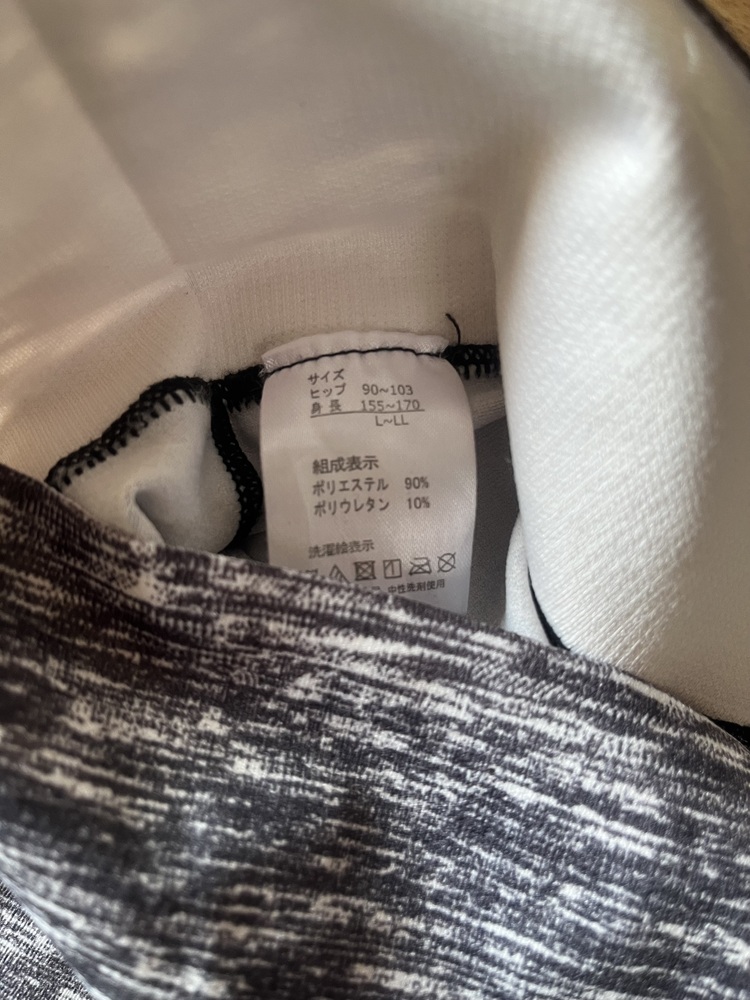 サイズ
ヒップ 90~103
身長 155~170
L~LL
組成表示
ポリエステル 90%
ポリウレタン 10%
洗濯絵表示
中性洗剤使用